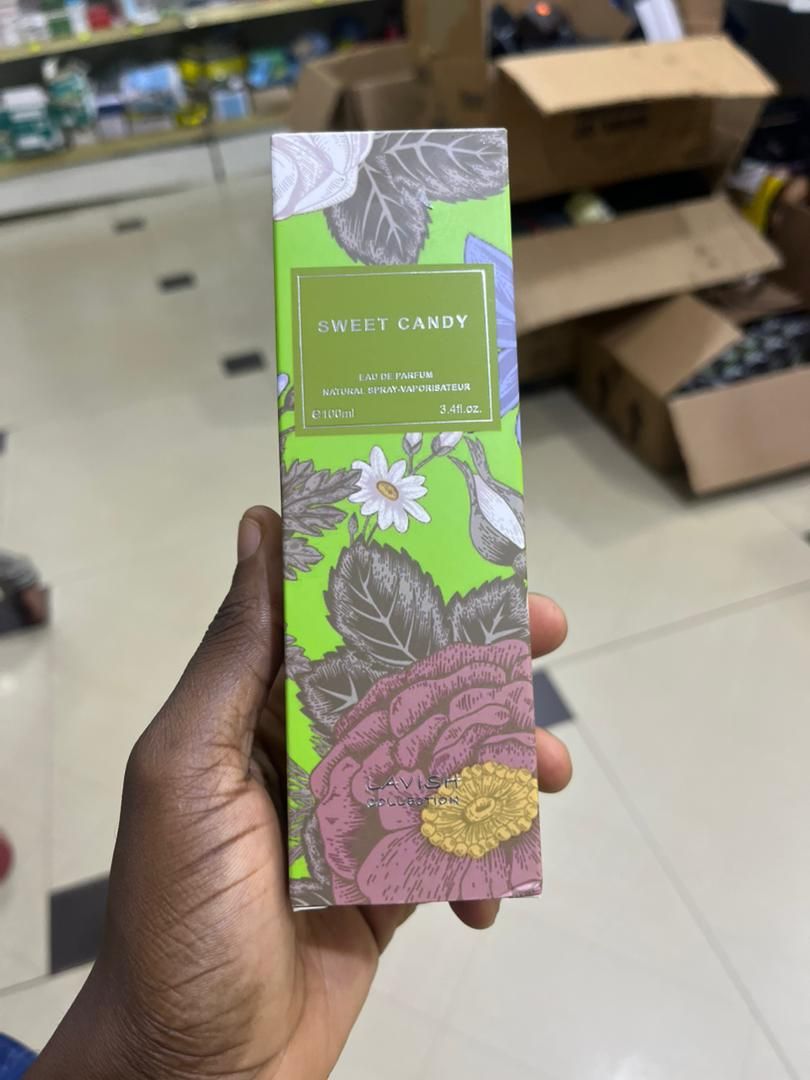 SWEET CANDY
EAU DE PARFUM
NATURAL SPRAY-VAPORISATEUR
℮100ml 3.4fl.oz.
LAVISH
COLLECTION